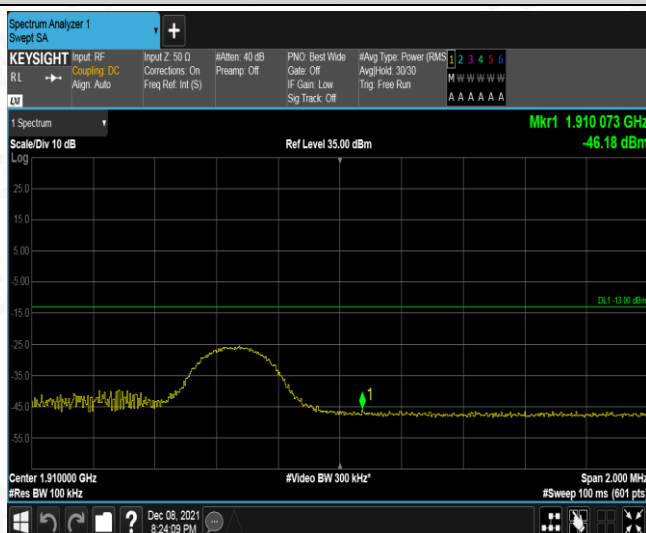 Spectrum Analyzer 1
Swept SA
+
KEYSIGHT
RL
LXI
Input: RF
Coupling: DC
Align: Auto
Input Z: 50 Ω
Corrections: On
Freq Ref: Int (S)
#Atten: 40 dB
Preamp: Off
PNO: Best Wide
Gate: Off
IF Gain: Low
Sig Track: Off
#Avg Type: Power (RMS
Avg|Hold: 30/30
Trig: Free Run
1 2 3 4 5 6
M W W W W W
A A A A A A
1 Spectrum
Scale/Div 10 dB
Ref Level 35.00 dBm
Mkr1 1.910 073 GHz
-46.18 dBm
Log
25.0
15.0
5.00
-5.00
DL1 -13.00 dBm
-15.0
-25.0
-35.0
1
-45.0
-55.0
Center 1.910000 GHz
#Video BW 300 kHz*
Span 2.000 MHz
#Res BW 100 kHz
#Sweep 100 ms (601 pts)
?
Dec 08, 2021
8:24:09 PM